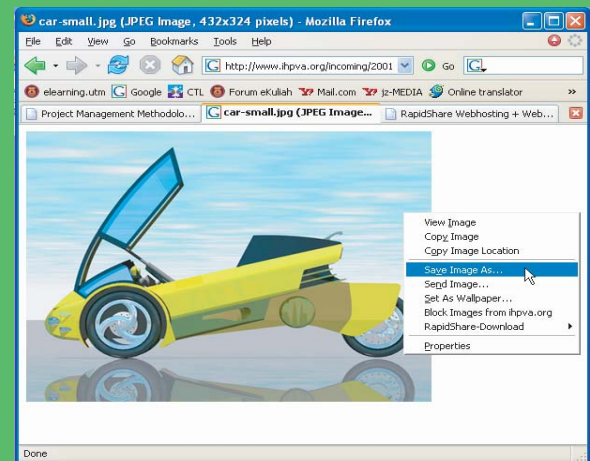 car-small.jpg (JPEG Image, 432x324 pixels) - Mozilla Firefox
File Edit View Go Bookmarks Tools Help
http://www.ihpva.org/incoming/2001 Go
elearning.utm Google CTL Forum eKuliah Mail.com jz-MEDIA Online translator »
Project Management Methodolo... car-small.jpg (JPEG Image... RapidShare Webhosting + Web...
View Image
Copy Image
Copy Image Location
Save Image As...
Send Image...
Set As Wallpaper...
Block Images from ihpva.org
RapidShare-Download
Properties
Done